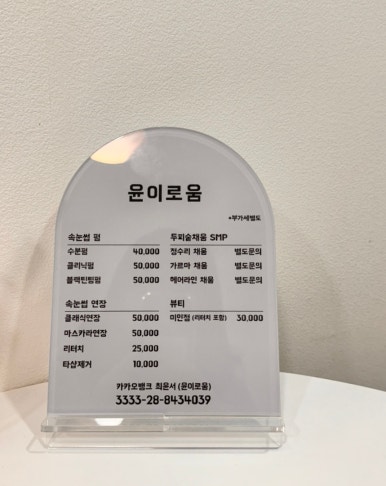 윤이로움
+부가세별도
속눈썹 펌
수분펌 40,000
클리닉펌 50,000
블랙틴팅펌 50,000
두피숱채움 SMP
정수리 채움 별도문의
가르마 채움 별도문의
헤어라인 채움 별도문의
속눈썹 연장
클래식연장 50,000
마스카라연장 50,000
리터치 25,000
타샵제거 10,000
뷰티
미인점 (리터치 포함) 30,000
카카오뱅크 최윤서 (윤이로움)
3333-28-8434039